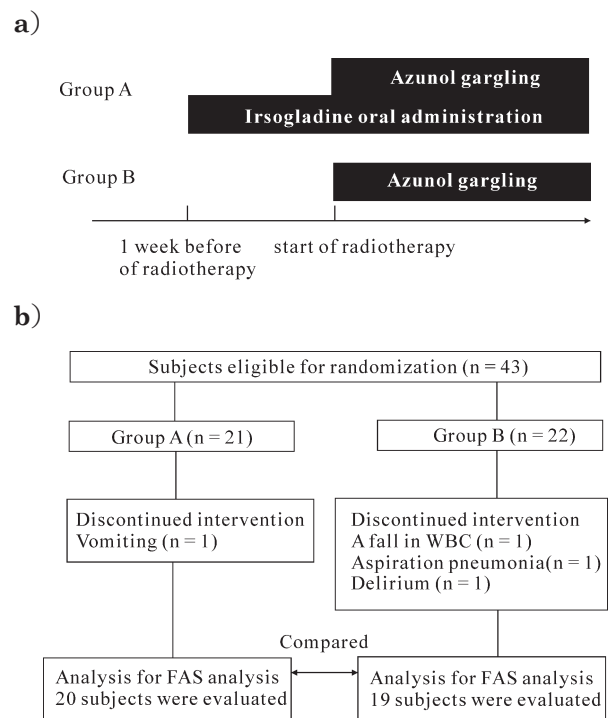 a)
Group A
Azunol gargling
Irsogladine oral administration
Group B
Azunol gargling
1 week before
of radiotherapy
start of radiotherapy
b)
Subjects eligible for randomization (n = 43)
Group A (n = 21)
Group B (n = 22)
Discontinued intervention
Vomiting (n = 1)
Discontinued intervention
A fall in WBC (n = 1)
Aspiration pneumonia(n = 1)
Delirium (n = 1)
Compared
Analysis for FAS analysis
20 subjects were evaluated
Analysis for FAS analysis
19 subjects were evaluated